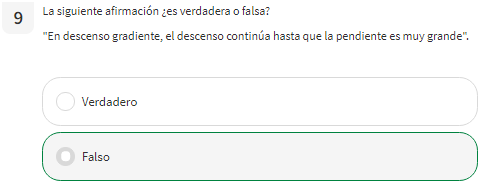 9
La siguiente afirmación ¿es verdadera o falsa?
"En descenso gradiente, el descenso continúa hasta que la pendiente es muy grande".
Verdadero
Falso